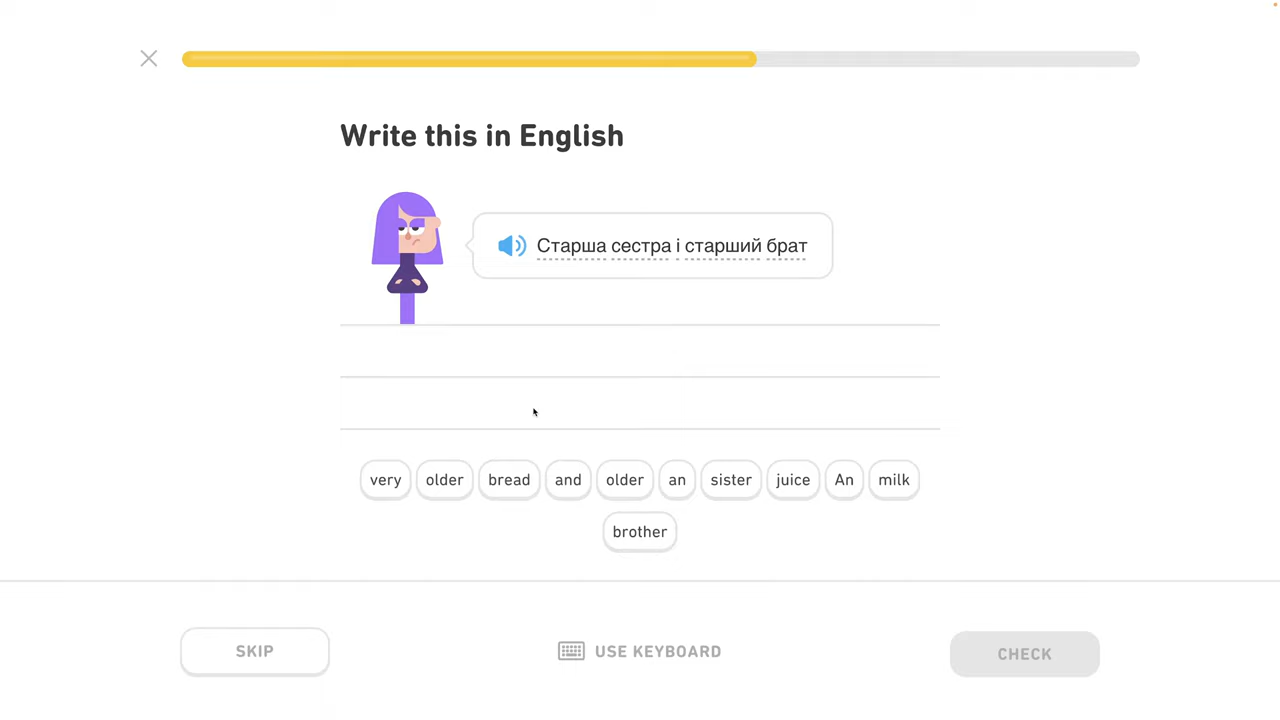 Write this in English
Старша сестра і старший брат
very older bread and older an sister juice An milk
brother
SKIP USE KEYBOARD CHECK